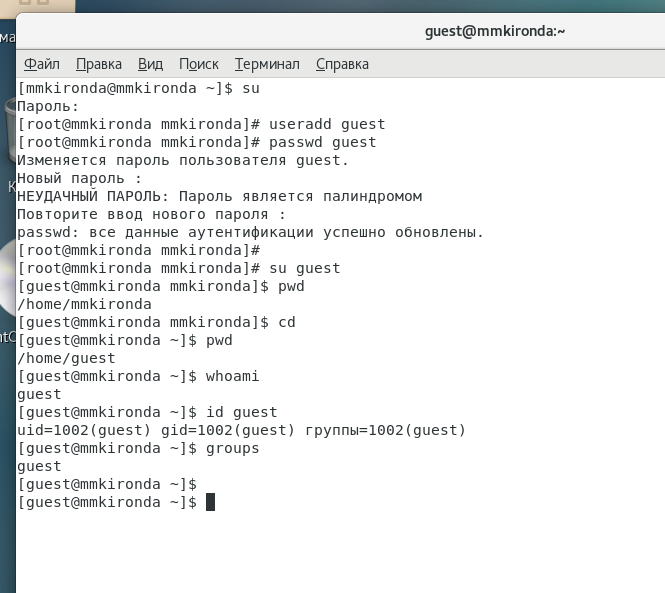 guest@mmkironda:~
Файл Правка Вид Поиск Терминал Справка
[mmkironda@mmkironda ~]$ su
Пароль:
[root@mmkironda mmkironda]# useradd guest
[root@mmkironda mmkironda]# passwd guest
Изменяется пароль пользователя guest.
Новый пароль :
НЕУДАЧНЫЙ ПАРОЛЬ: Пароль является палиндромом
Повторите ввод нового пароля :
passwd: все данные аутентификации успешно обновлены.
[root@mmkironda mmkironda]#
[root@mmkironda mmkironda]# su guest
[guest@mmkironda mmkironda]$ pwd
/home/mmkironda
[guest@mmkironda mmkironda]$ cd
[guest@mmkironda ~]$ pwd
/home/guest
[guest@mmkironda ~]$ whoami
guest
[guest@mmkironda ~]$ id guest
uid=1002(guest) gid=1002(guest) группы=1002(guest)
[guest@mmkironda ~]$ groups
guest
[guest@mmkironda ~]$
[guest@mmkironda ~]$